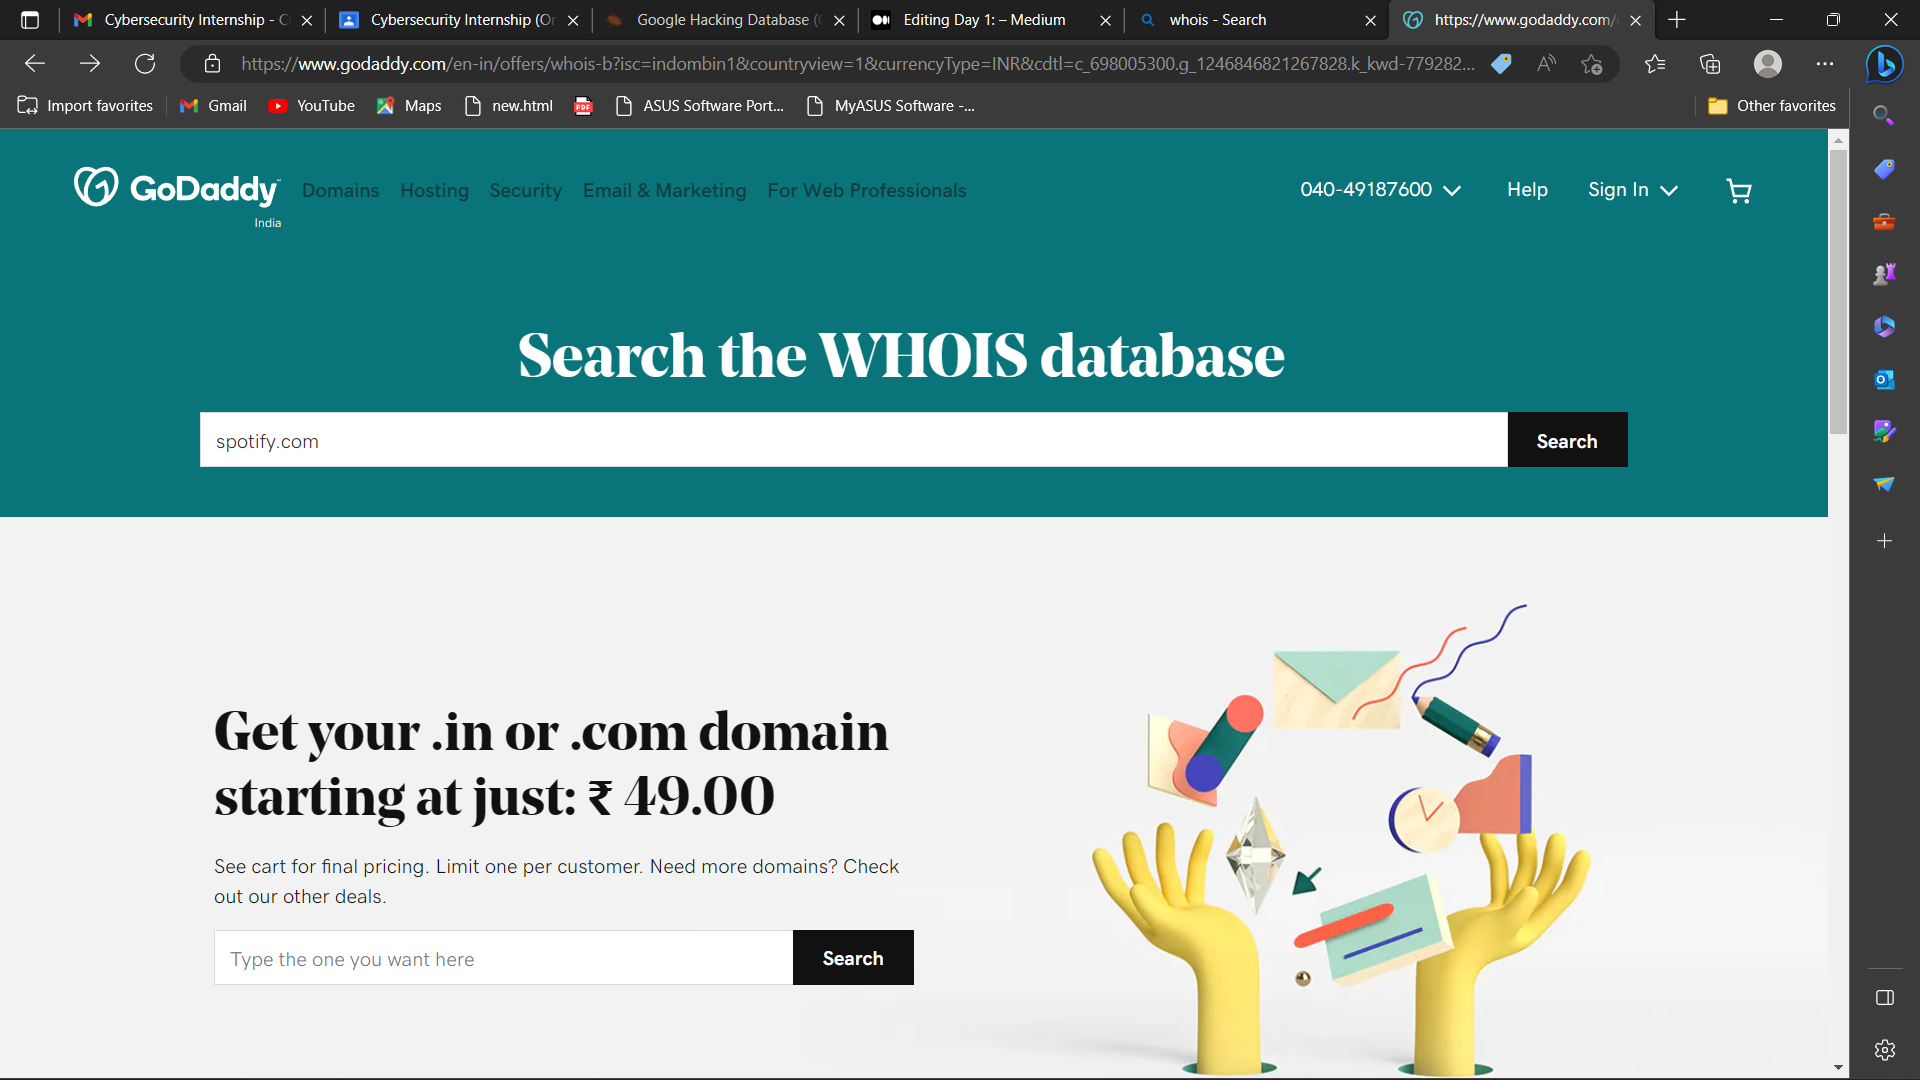 Cybersecurity Internship - C
Cybersecurity Internship (Or
Google Hacking Database (
Editing Day 1: – Medium
whois - Search
https://www.godaddy.com/
https://www.godaddy.com/en-in/offers/whois-b?isc=indombin1&countryview=1&currencyType=INR&cdtl=c_698005300.g_1246846821267828.k_kwd-779282...
Import favorites
Gmail
YouTube
Maps
new.html
PDF
ASUS Software Port...
MyASUS Software -...
Other favorites
GoDaddy
India
Domains
Hosting
Security
Email & Marketing
For Web Professionals
040-49187600
Help
Sign In
Search the WHOIS database
spotify.com
Search
Get your .in or .com domain
starting at just: ₹ 49.00
See cart for final pricing. Limit one per customer. Need more domains? Check
out our other deals.
Type the one you want here
Search